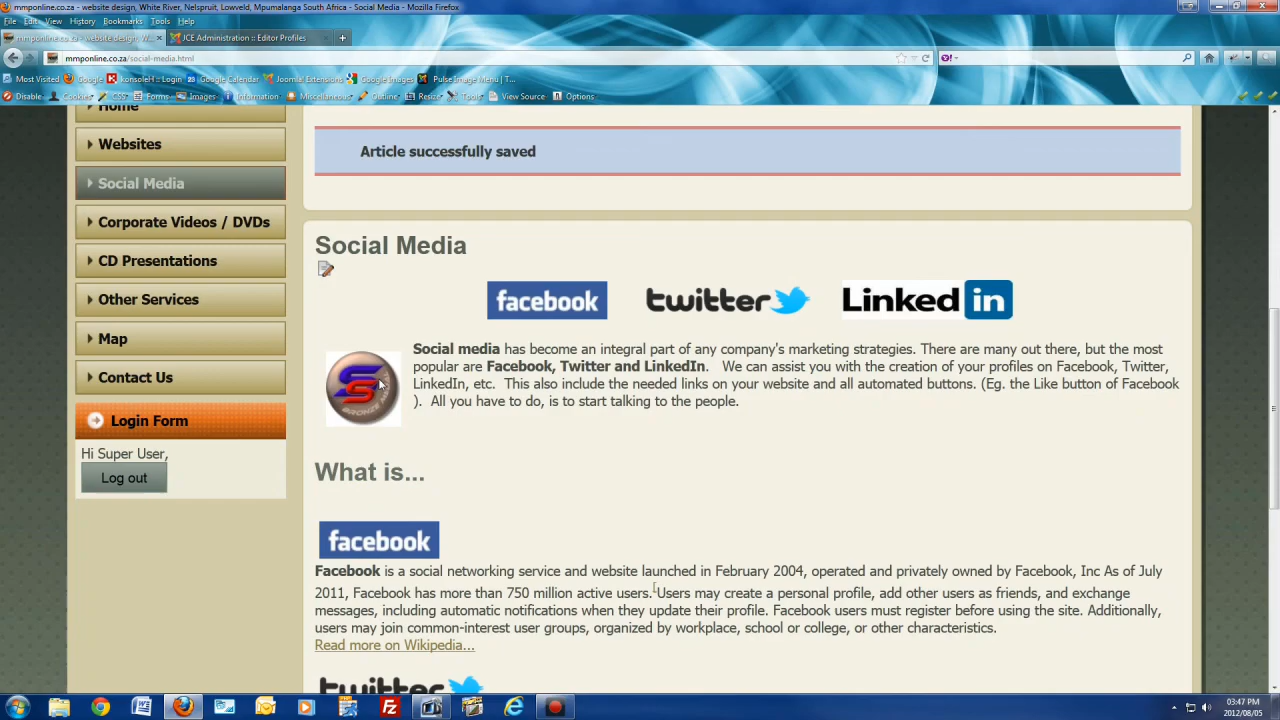 mmponline.co.za - website design, White River, Nelspruit, Lowveld, Mpumalanga South Africa - Social Media - Mozilla Firefox
File Edit View History Bookmarks Tools Help
mmponline.co.za - website design, W... JCE Administration :: Editor Profiles
mmponline.co.za/social-media.html
Most Visited Google konsoleH :: Login Google Calendar Joomla! Extensions Google Images Pulse Image Menu | T...
Disable Cookies CSS Forms Images Information Miscellaneous Outline Resize Tools View Source Options
Home
Websites
Social Media
Corporate Videos / DVDs
CD Presentations
Other Services
Map
Contact Us
Login Form
Hi Super User,
Log out
Article successfully saved
Social Media
facebook twitter Linked in
Social media has become an integral part of any company's marketing strategies. There are many out there, but the most
popular are Facebook, Twitter and LinkedIn. We can assist you with the creation of your profiles on Facebook, Twitter,
LinkedIn, etc. This also include the needed links on your website and all automated buttons. (Eg. the Like button of Facebook
). All you have to do, is to start talking to the people.
What is...
facebook
Facebook is a social networking service and website launched in February 2004, operated and privately owned by Facebook, Inc As of July
2011, Facebook has more than 750 million active users.[Users may create a personal profile, add other users as friends, and exchange
messages, including automatic notifications when they update their profile. Facebook users must register before using the site. Additionally,
users may join common-interest user groups, organized by workplace, school or college, or other characteristics.
Read more on Wikipedia...
twitter
03:47 PM
2012/08/05